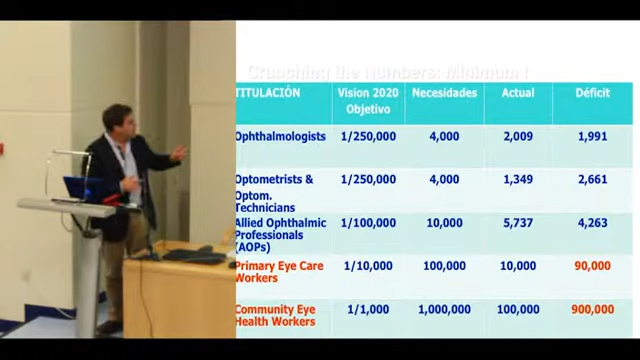 Crunching the Numbers: Minimum !
TITULACIÓN Vision 2020 Necesidades Actual Déficit
Objetivo
Ophthalmologists 1/250,000 4,000 2,009 1,991
Optometrists & 1/250,000 4,000 1,349 2,661
Optom.
Technicians
Allied Ophthalmic 1/100,000 10,000 5,737 4,263
Professionals
(AOPs)
Primary Eye Care 1/10,000 100,000 10,000 90,000
Workers
Community Eye 1/1,000 1,000,000 100,000 900,000
Health Workers